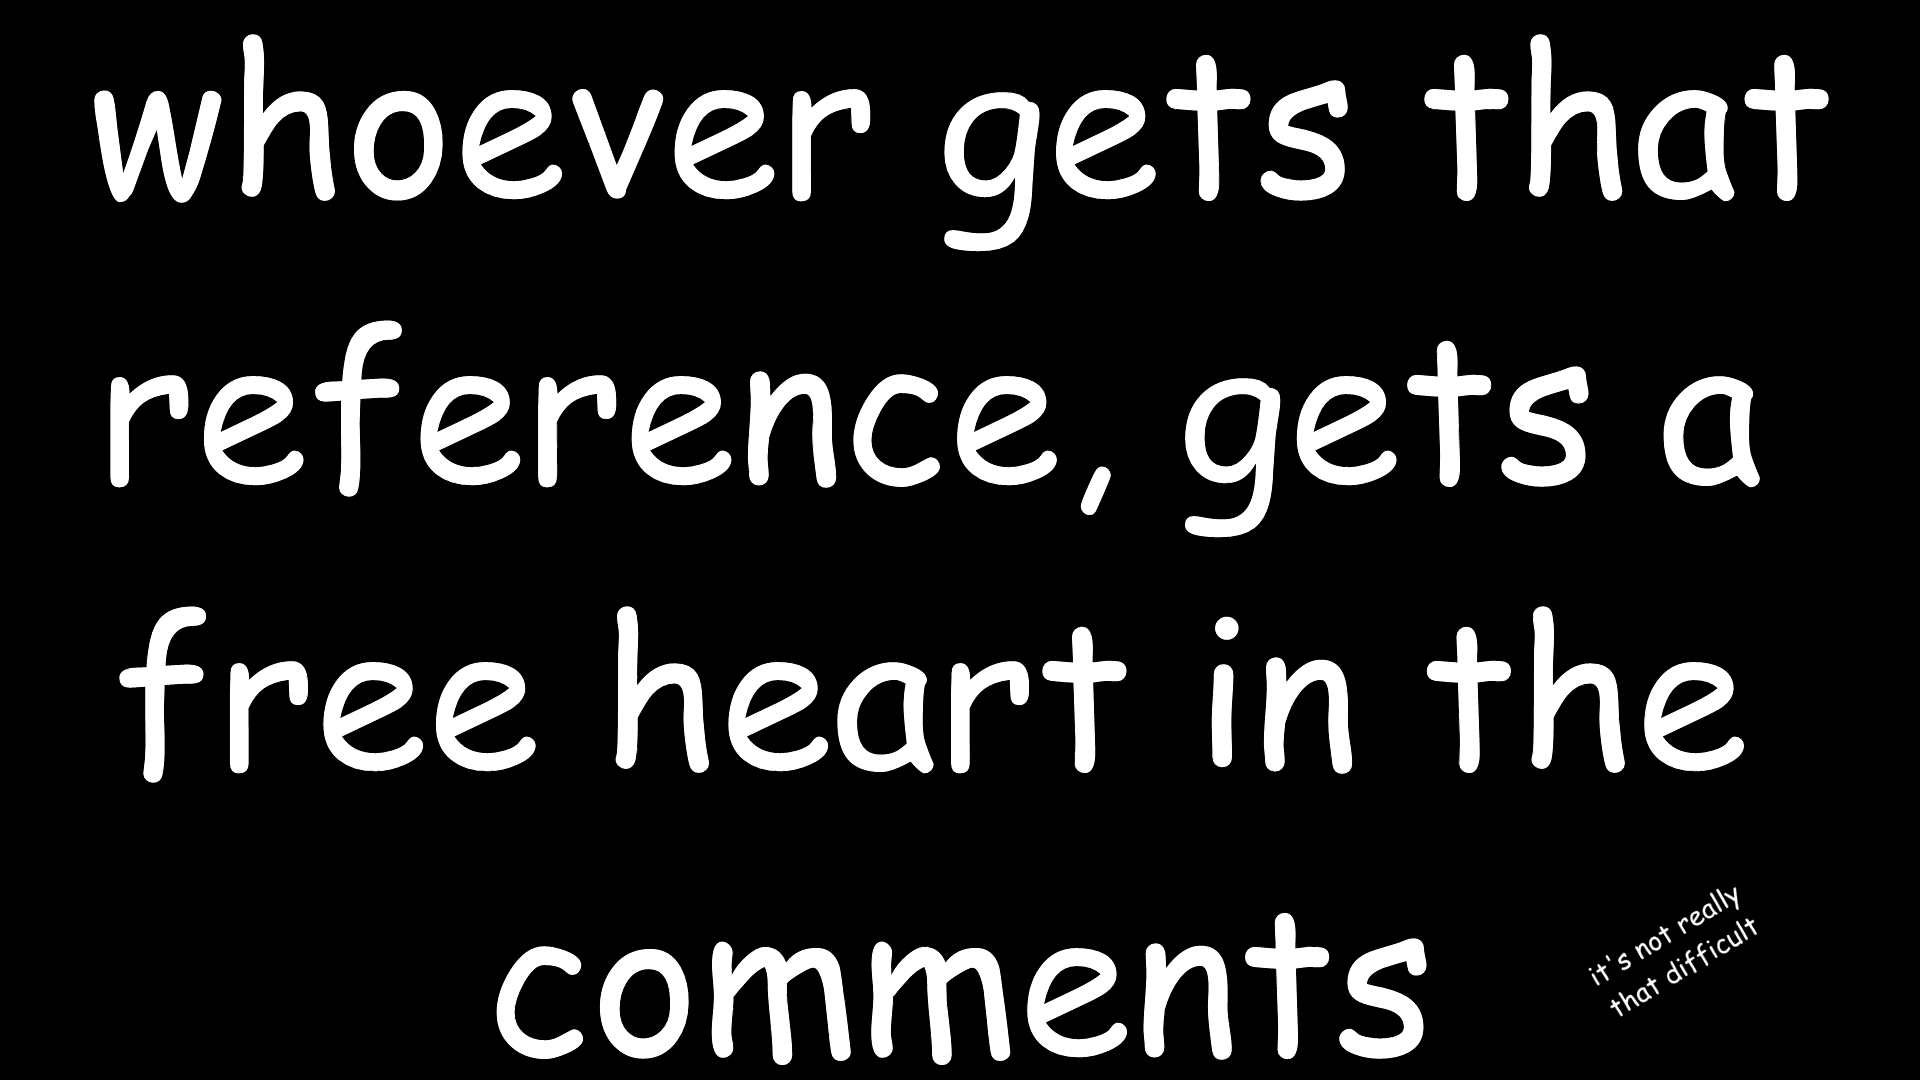 whoever gets that
reference, gets a
free heart in the
comments
it's not really
that difficult